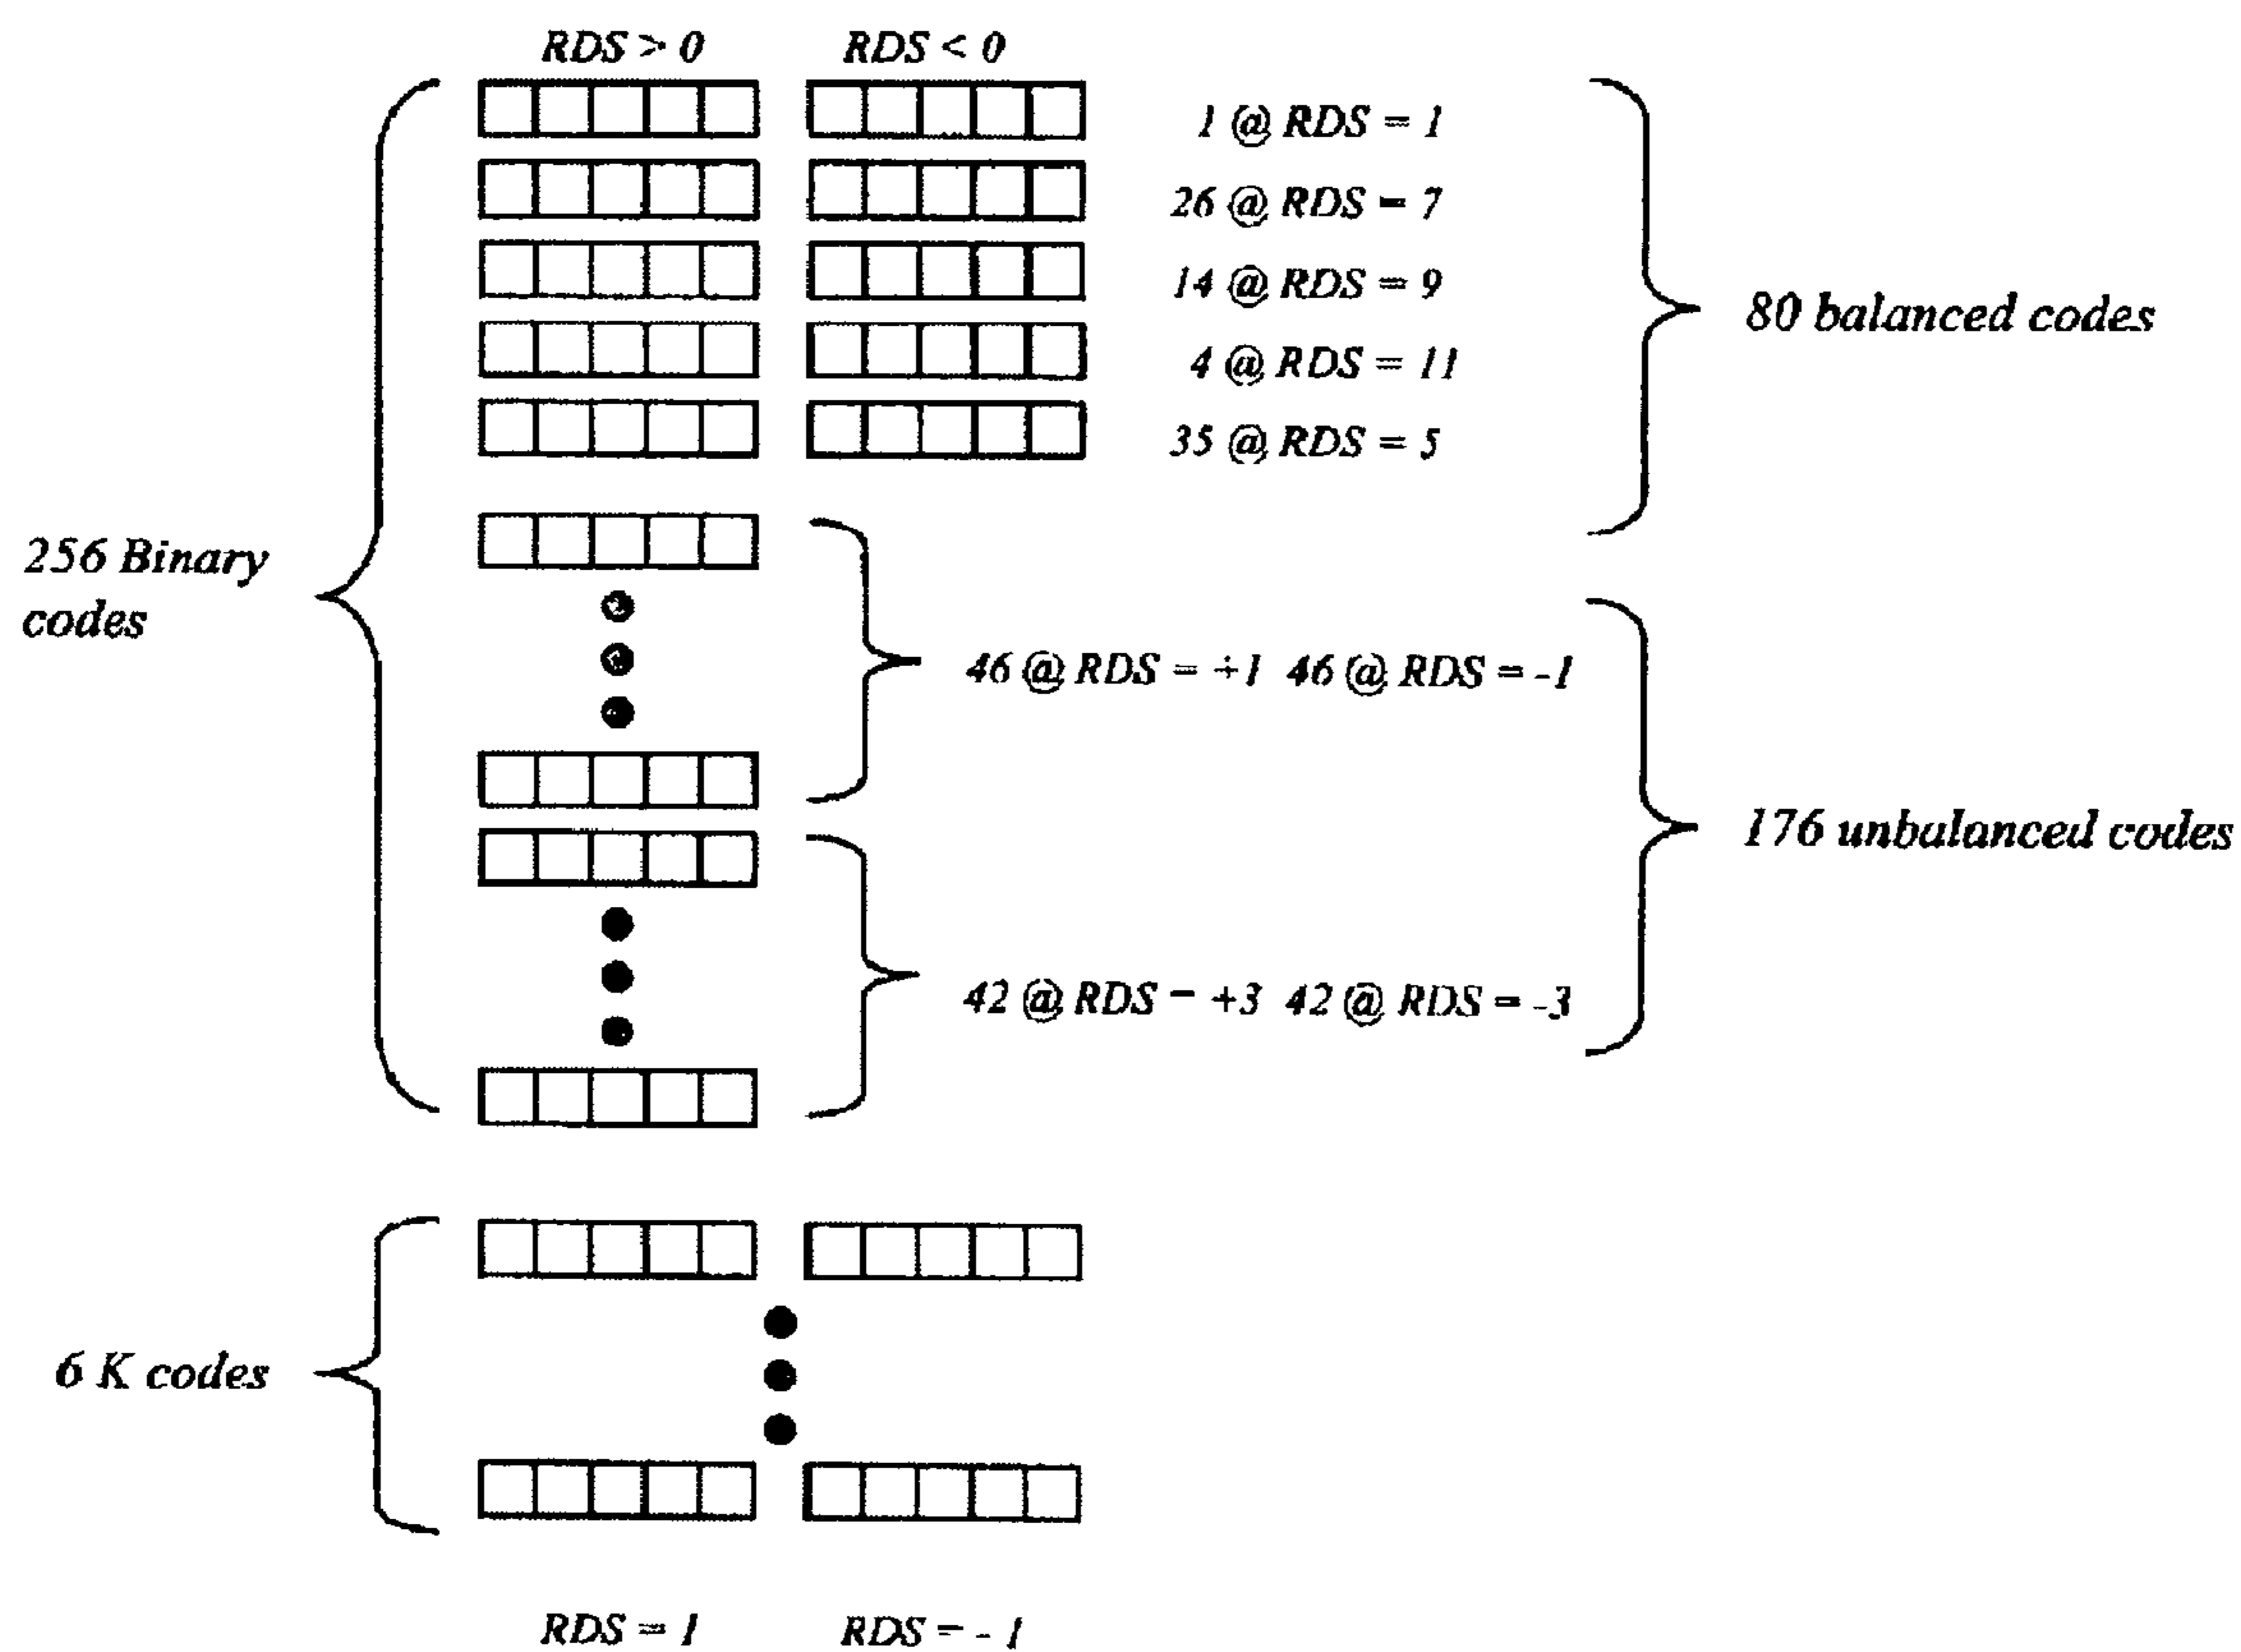 RDS > 0
RDS < 0
1 @ RDS = 1
26 @ RDS = 7
14 @ RDS = 9
4 @ RDS = 11
35 @ RDS = 5
80 balanced codes
256 Binary
codes
46 @ RDS = +1 46 @ RDS = -1
176 unbalanced codes
42 @ RDS = +3 42 @ RDS = -3
6 K codes
RDS = 1
RDS = - 1